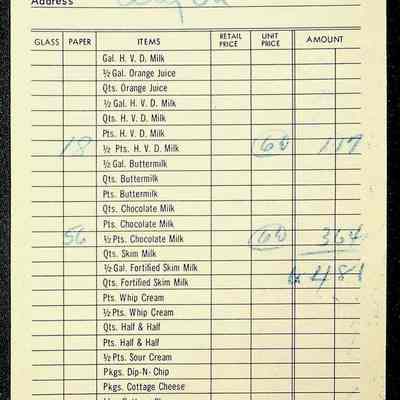 Address
GLASS PAPER ITEMS RETAIL PRICE UNIT PRICE AMOUNT
Gal. H. V. D. Milk
½ Gal. Orange Juice
Qts. Orange Juice
½ Gal. H. V. D. Milk
Qts. H. V. D. Milk
Pts. H. V. D. Milk
18 ½ Pts. H. V. D. Milk 6½ 117
½ Gal. Buttermilk
Qts. Buttermilk
Pts. Buttermilk
Qts. Chocolate Milk
Pts. Chocolate Milk
56 ½ Pts. Chocolate Milk 6½ 364
Qts. Skim Milk
½ Gal. Fortified Skim Milk 481
Qts. Fortified Skim Milk
Pts. Whip Cream
½ Pts. Whip Cream
Qts. Half & Half
Pts. Half & Half
½ Pts. Sour Cream
Pkgs. Dip-N- Chip
Pkgs. Cottage Cheese